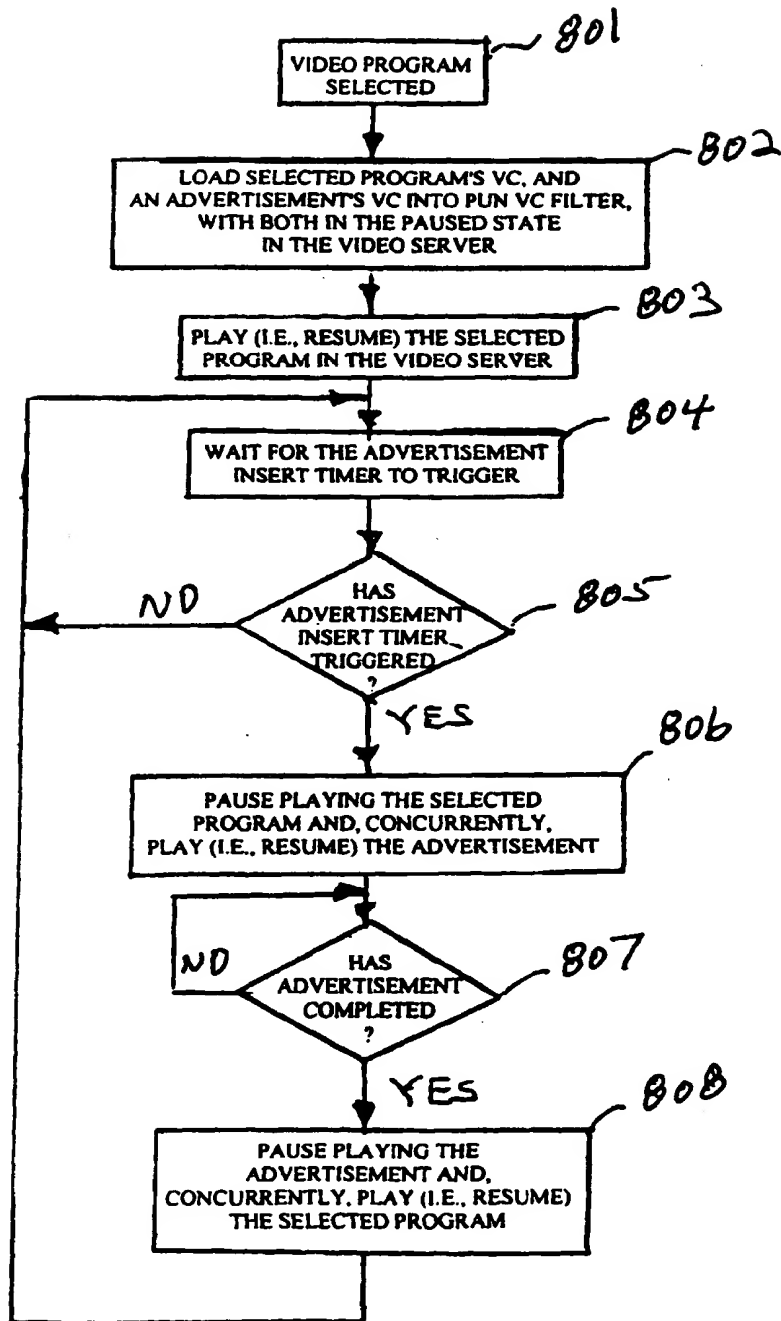 801
VIDEO PROGRAM
SELECTED
802
LOAD SELECTED PROGRAM'S VC, AND
AN ADVERTISEMENT'S VC INTO PUN VC FILTER,
WITH BOTH IN THE PAUSED STATE
IN THE VIDEO SERVER
803
PLAY (I.E., RESUME) THE SELECTED
PROGRAM IN THE VIDEO SERVER
804
WAIT FOR THE ADVERTISEMENT
INSERT TIMER TO TRIGGER
NO
HAS
ADVERTISEMENT
INSERT TIMER
TRIGGERED
?
805
YES
806
PAUSE PLAYING THE SELECTED
PROGRAM AND, CONCURRENTLY,
PLAY (I.E., RESUME) THE ADVERTISEMENT
NO
HAS
ADVERTISEMENT
COMPLETED
?
807
YES
808
PAUSE PLAYING THE
ADVERTISEMENT AND,
CONCURRENTLY, PLAY (I.E., RESUME)
THE SELECTED PROGRAM